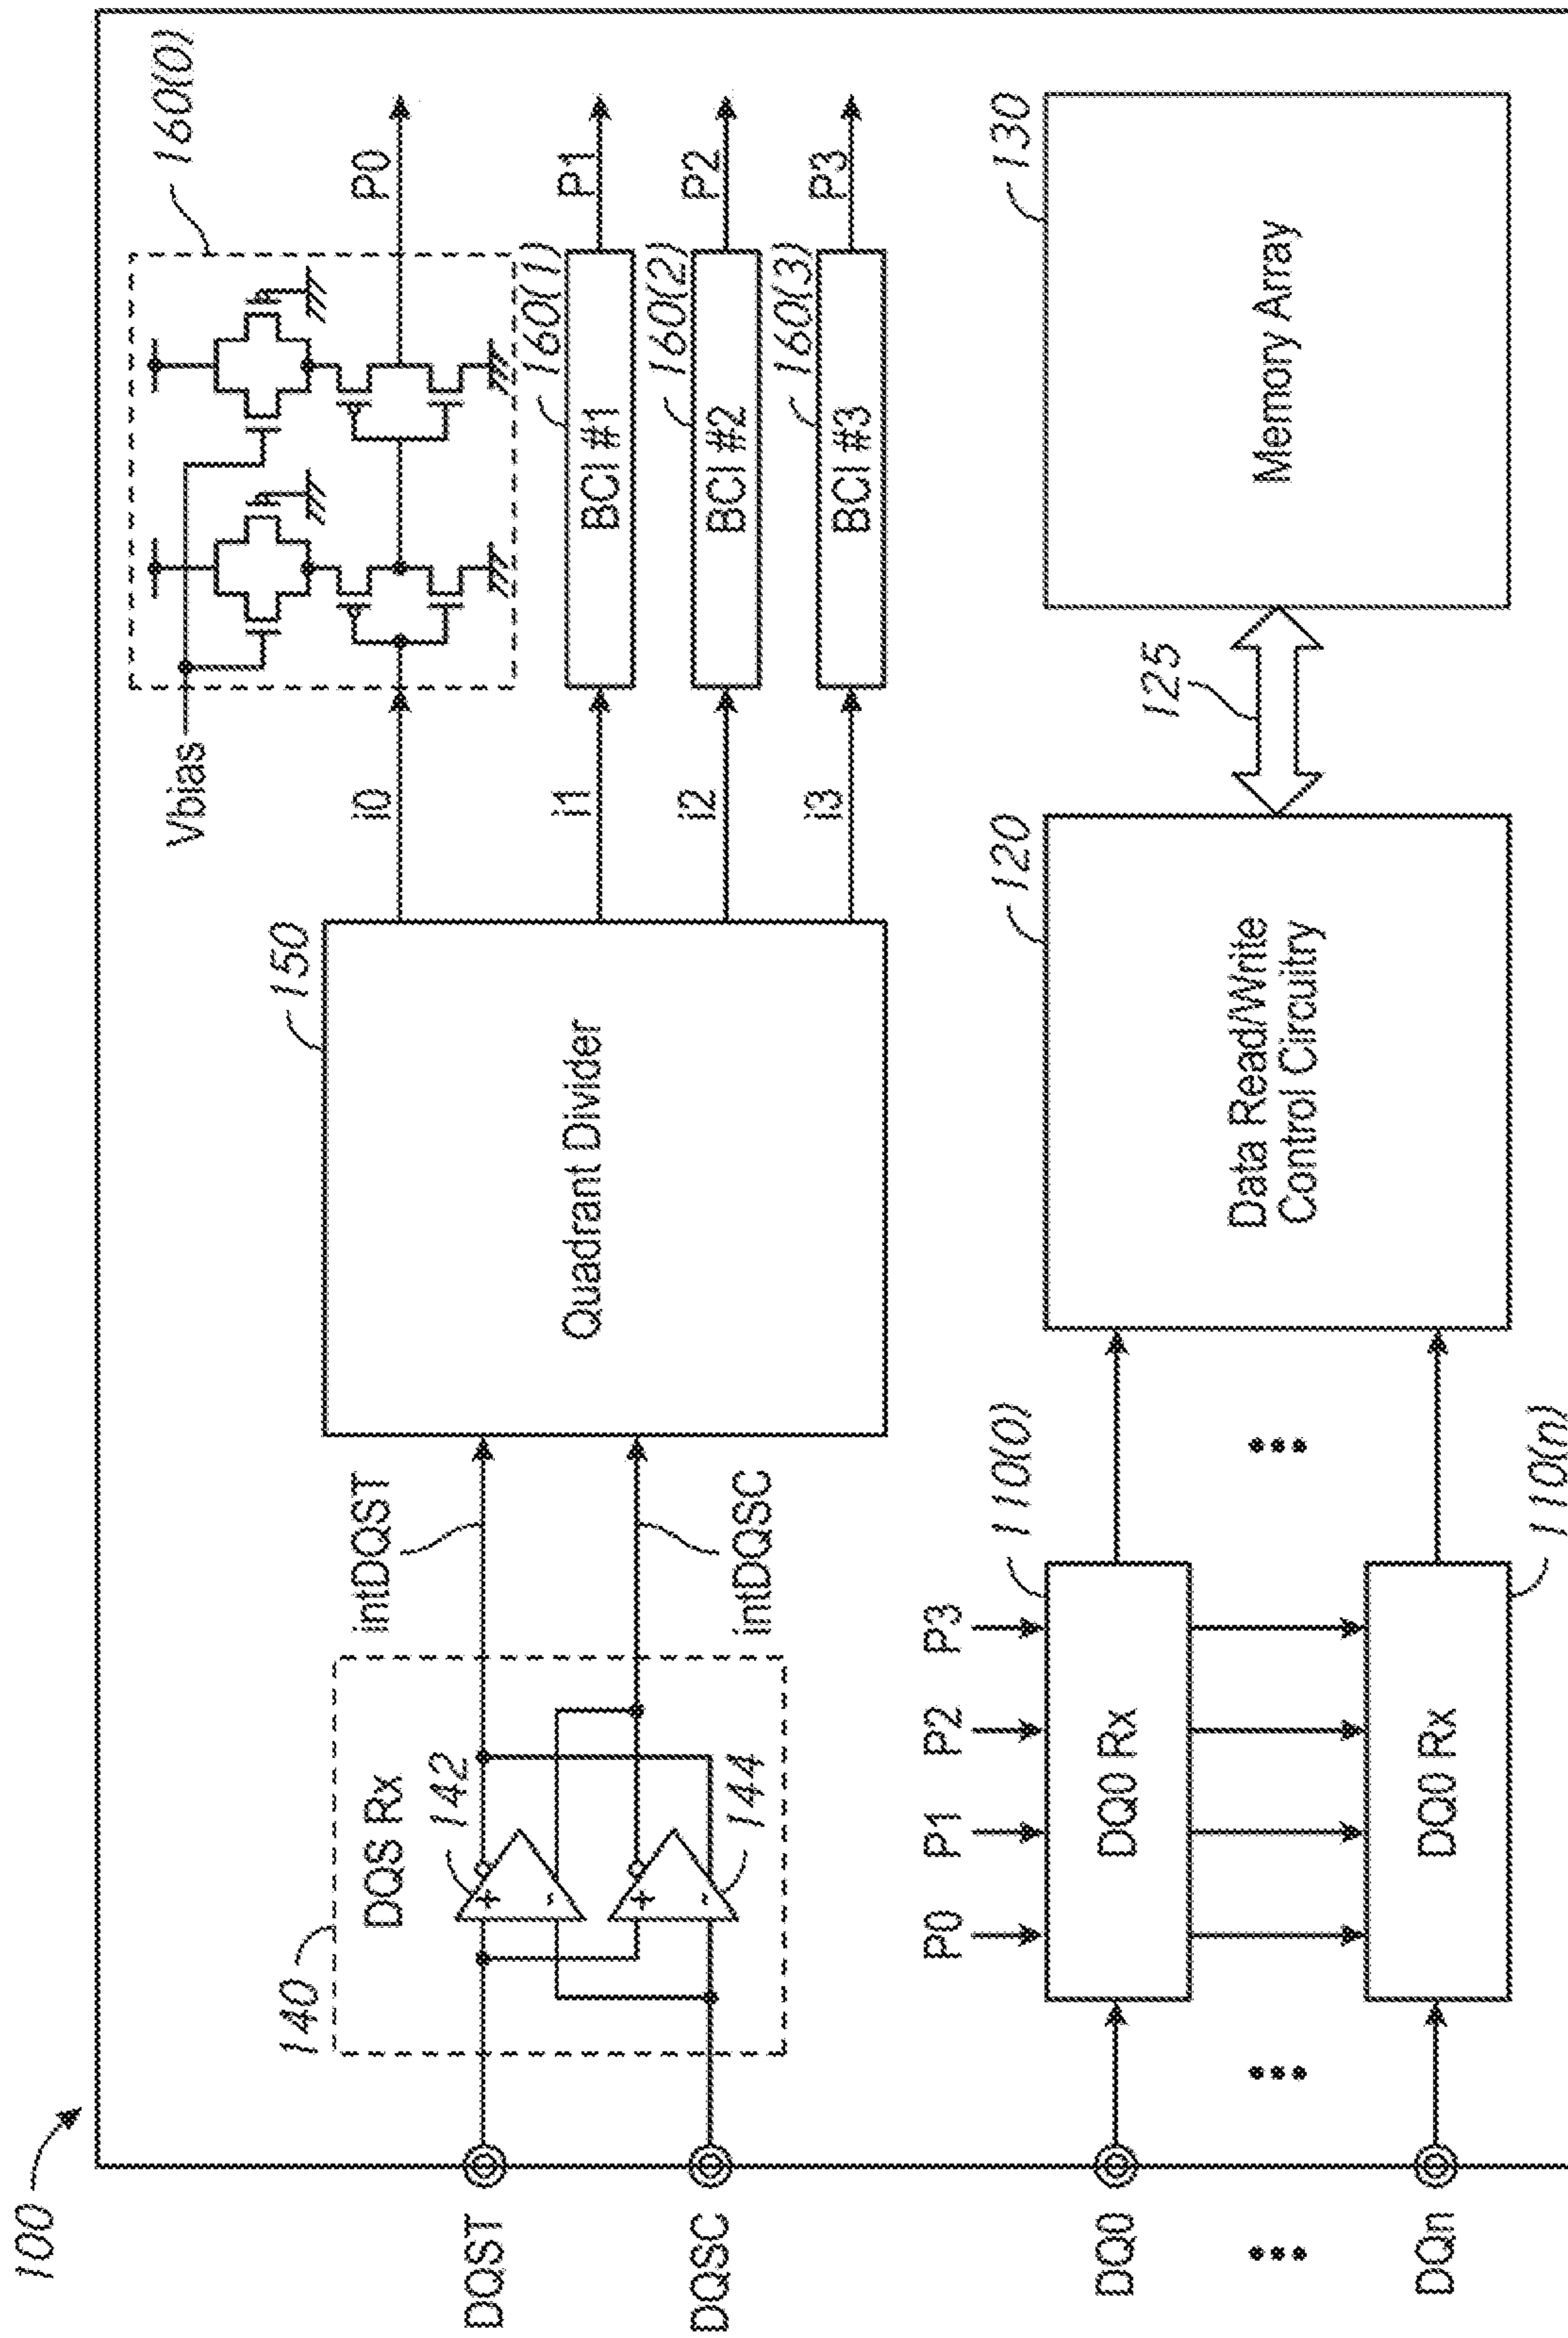 100
160(0)
Vbias
P0
140
DQS Rx
142
144
150
i0
160(1)
DQST
intDQST
Quadrant Divider
i1
BCI #1
P1
160(2)
DQSC
intDQSC
i2
BCI #2
P2
160(3)
i3
BCI #3
P3
P0 P1 P2 P3
110(0)
120
130
DQ0
DQ0 Rx
125
...
...
...
Data Read/Write
Control Circuitry
Memory Array
DQn
DQ0 Rx
110(n)
+
-
+
-